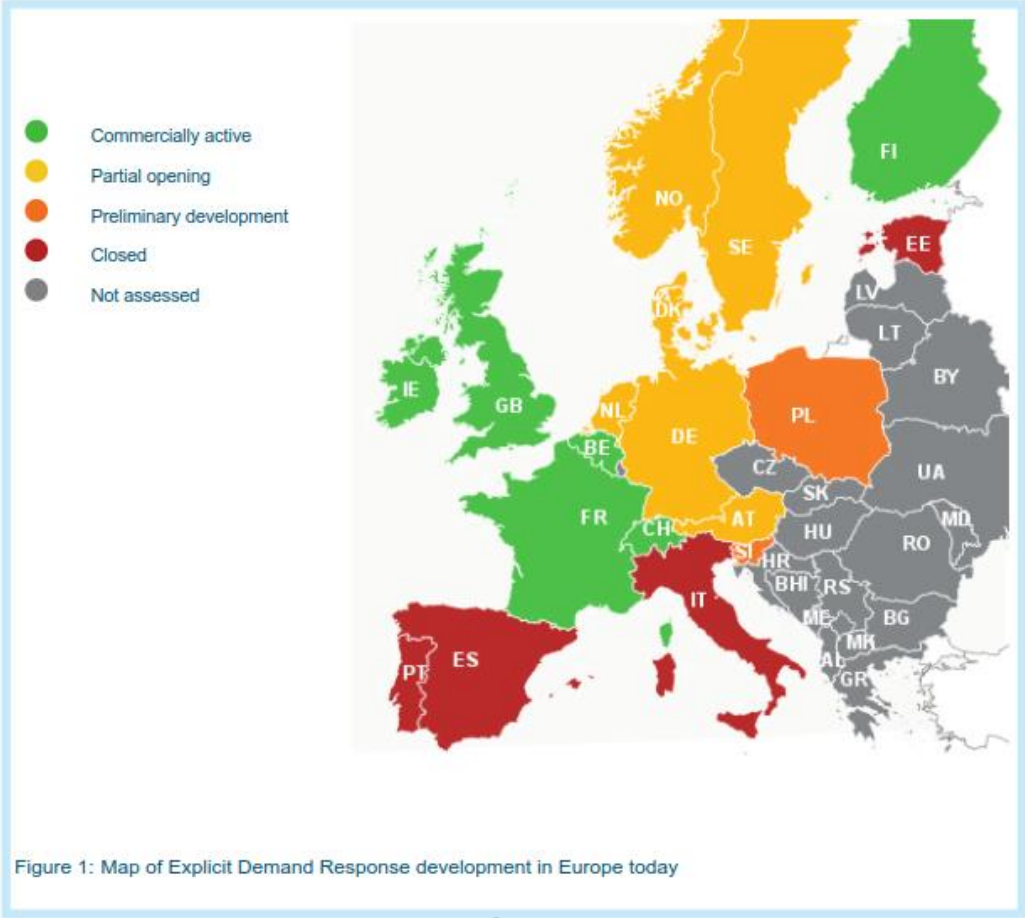 Commercially active
Partial opening
Preliminary development
Closed
Not assessed
FI
NO
SE
EE
DK
LV
LT
IE
GB
NL
BY
PL
DE
BE
CZ
UA
SK
FR
CH
AT
MD
HU
RO
SI
HR
BHI
RS
IT
ME
BG
MK
ES
PT
AL
GR
Figure 1: Map of Explicit Demand Response development in Europe today